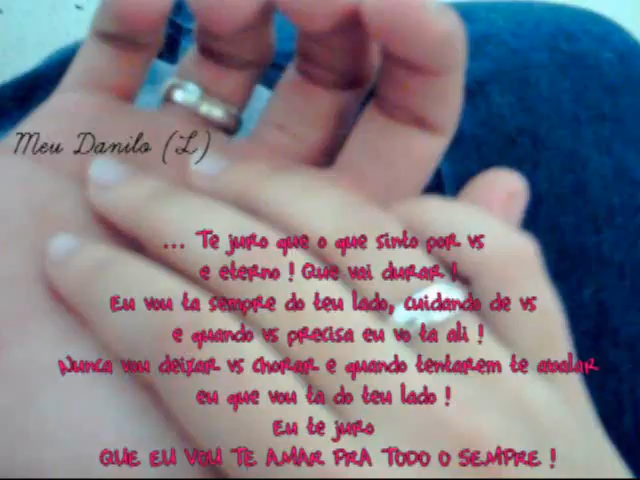 Meu Danilo (L)
... Te juro que o que sinto por vs
e eterno ! Que vai durar !
Eu vou ta sempre do teu lado, cuidando de vs
e quando vs precisa eu vo ta ali !
Nunca vou deixar vs chorar e quando tentarem te abalar
eu que vou ta do teu lado !
Eu te juro
QUE EU VOU TE AMAR PRA TODO O SEMPRE !